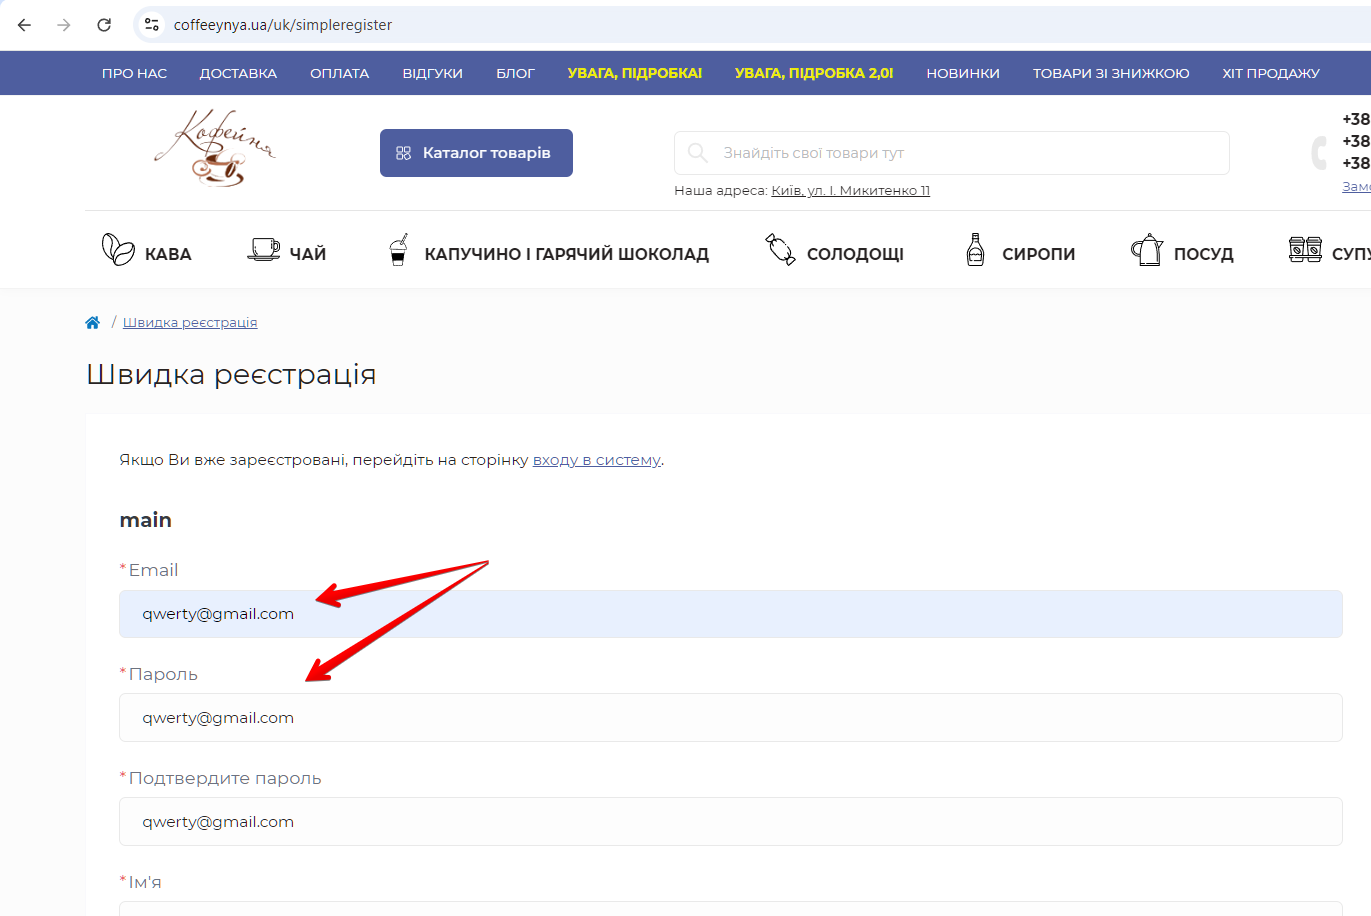 coffeeynya.ua/uk/simpleregister
ПРО НАС ДОСТАВКА ОПЛАТА ВІДГУКИ БЛОГ УВАГА, ПІДРОБКА! УВАГА, ПІДРОБКА 2,0! НОВИНКИ ТОВАРИ ЗІ ЗНИЖКОЮ ХІТ ПРОДАЖУ
Кофейня
Каталог товарів
Знайдіть свої товари тут
Наша адреса: Київ, ул. І. Микитенко 11
+38
+38
+38
Замо
КАВА ЧАЙ КАПУЧИНО І ГАРЯЧИЙ ШОКОЛАД СОЛОДОЩІ СИРОПИ ПОСУД СУПУ
/ Швидка реєстрація
Швидка реєстрація
Якщо Ви вже зареєстровані, перейдіть на сторінку входу в систему.
main
*Email
qwerty@gmail.com
*Пароль
qwerty@gmail.com
*Подтвердите пароль
qwerty@gmail.com
*Ім'я